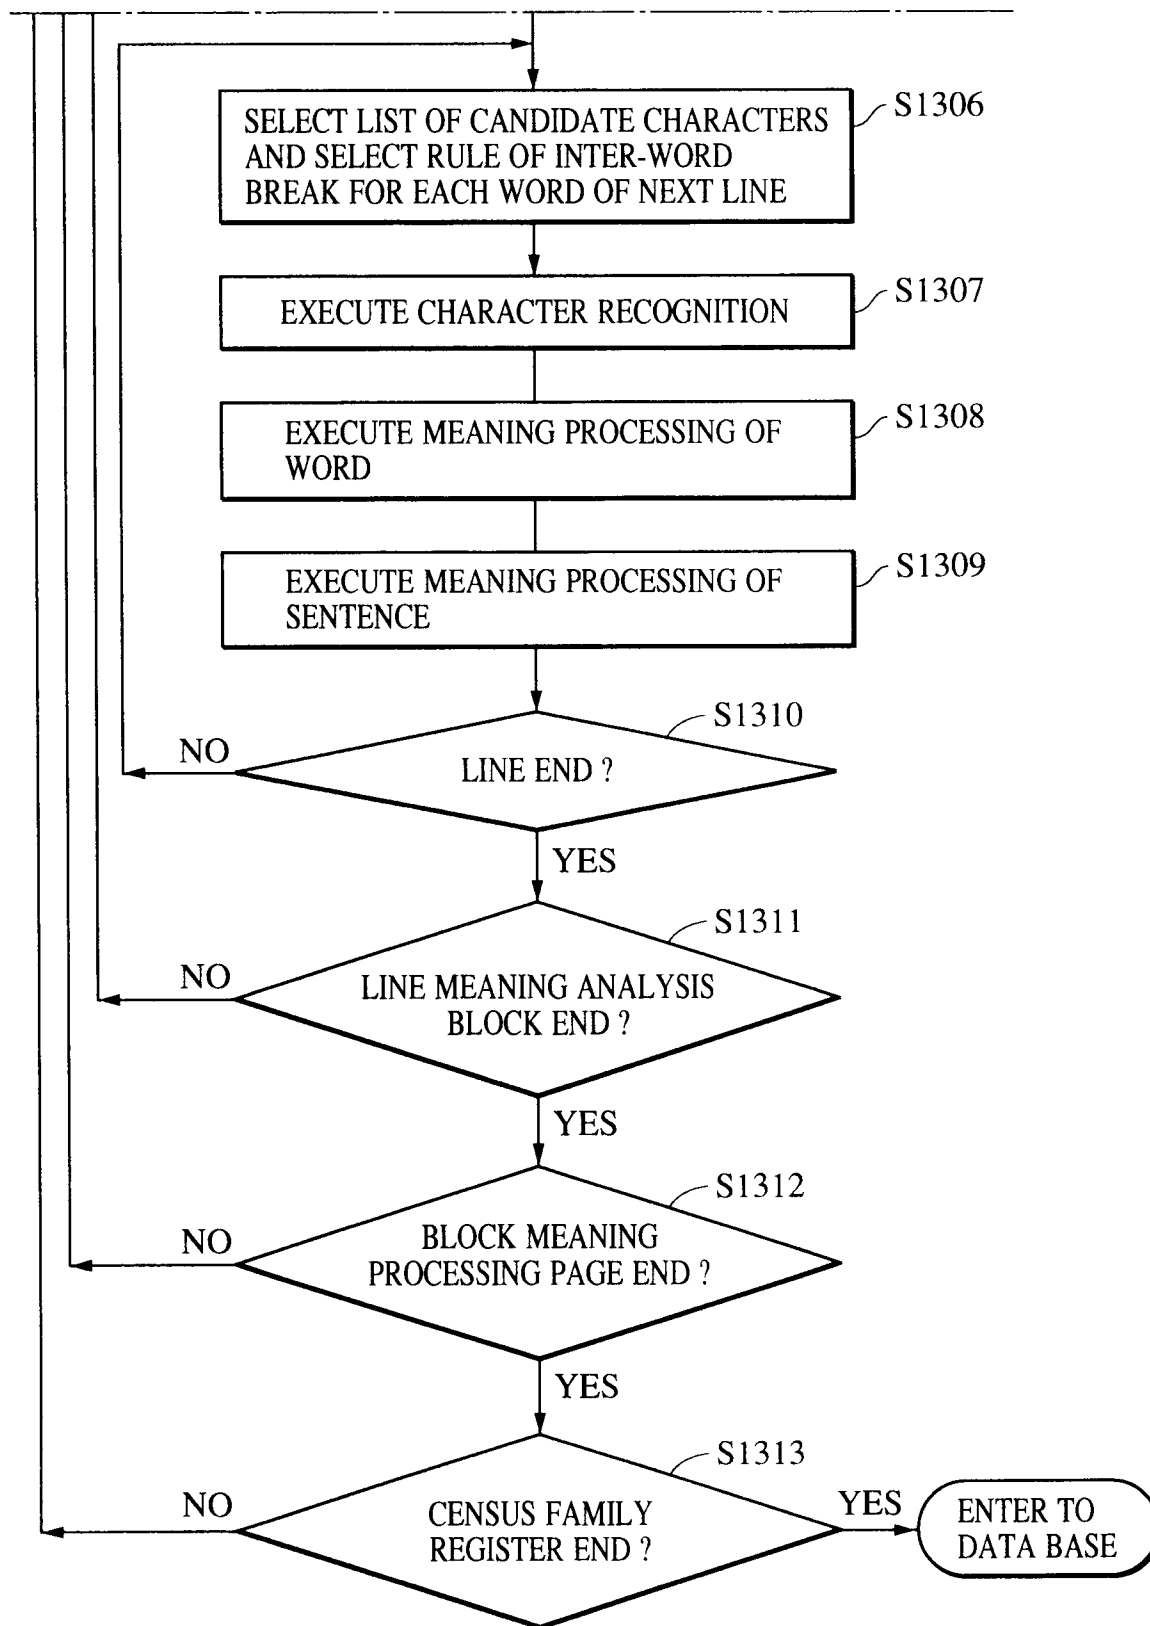 SELECT LIST OF CANDIDATE CHARACTERS
AND SELECT RULE OF INTER-WORD
BREAK FOR EACH WORD OF NEXT LINE
S1306
EXECUTE CHARACTER RECOGNITION
S1307
EXECUTE MEANING PROCESSING OF
WORD
S1308
EXECUTE MEANING PROCESSING OF
SENTENCE
S1309
S1310
NO
LINE END ?
YES
S1311
NO
LINE MEANING ANALYSIS
BLOCK END ?
YES
S1312
NO
BLOCK MEANING
PROCESSING PAGE END ?
YES
S1313
NO
CENSUS FAMILY
REGISTER END ?
YES
ENTER TO
DATA BASE